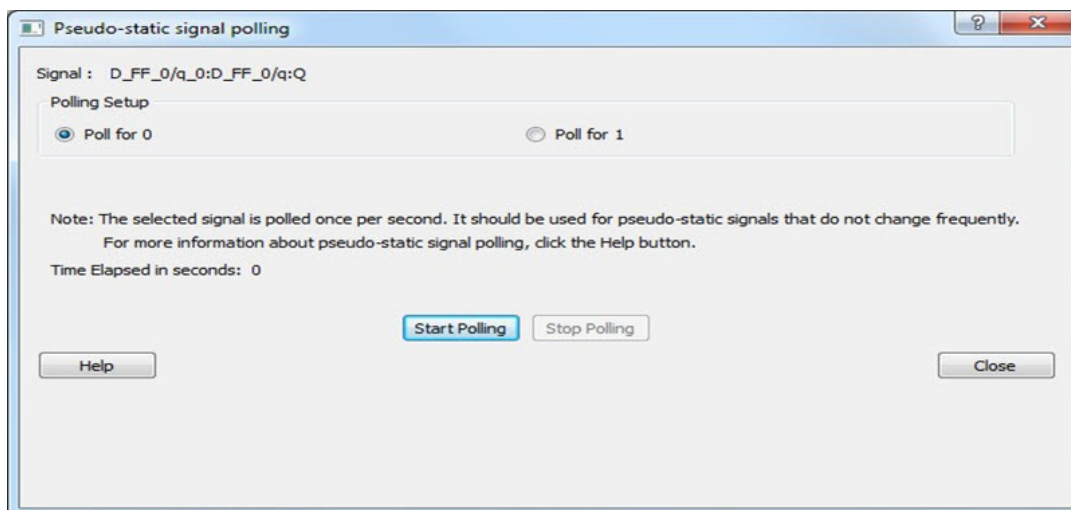 Pseudo-static signal polling
Signal : D_FF_0/q_0:D_FF_0/q:Q
Polling Setup
Poll for 0 Poll for 1
Note: The selected signal is polled once per second. It should be used for pseudo-static signals that do not change frequently.
For more information about pseudo-static signal polling, click the Help button.
Time Elapsed in seconds: 0
Start Polling Stop Polling
Help Close